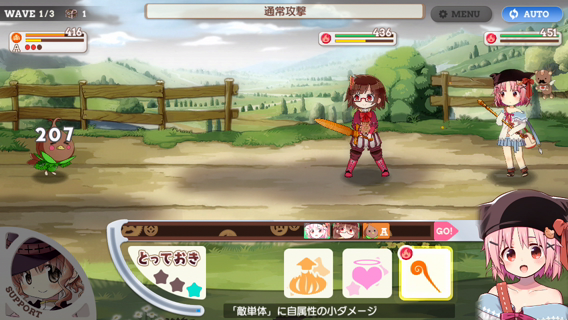 WAVE 1/3 1
通常攻撃
MENU
AUTO
416
A
436
451
207
A
GO!
とっておき
SUPPORT
「敵単体」に自属性の小ダメージ